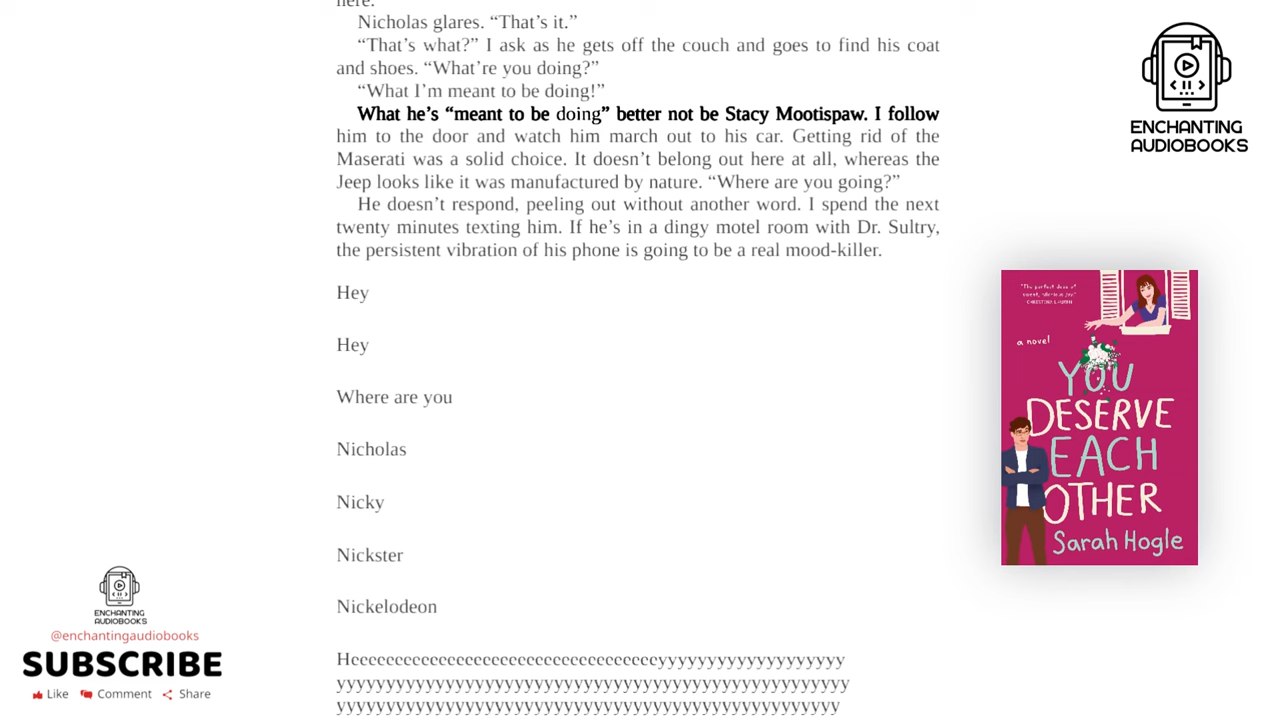 here.
Nicholas glares. “That’s it.”
“That’s what?” I ask as he gets off the couch and goes to find his coat
and shoes. “What’re you doing?”
“What I’m meant to be doing!”
What he’s “meant to be doing” better not be Stacy Mootispaw. I follow
him to the door and watch him march out to his car. Getting rid of the
Maserati was a solid choice. It doesn’t belong out here at all, whereas the
Jeep looks like it was manufactured by nature. “Where are you going?”
He doesn’t respond, peeling out without another word. I spend the next
twenty minutes texting him. If he’s in a dingy motel room with Dr. Sultry,
the persistent vibration of his phone is going to be a real mood-killer.
Hey
Hey
Where are you
Nicholas
Nicky
Nickster
Nickelodeon
Heeeeeeeeeeeeeeeeeeeeeeeeeeeeeeeeeeeyyyyyyyyyyyyyyyyyyy
yyyyyyyyyyyyyyyyyyyyyyyyyyyyyyyyyyyyyyyyyyyyyyyyyyyy
yyyyyyyyyyyyyyyyyyyyyyyyyyyyyyyyyyyyyyyyyyyyyyyyyyy
ENCHANTING
AUDIOBOOKS
a novel
YOU
DESERVE
EACH
OTHER
Sarah Hogle
ENCHANTING
AUDIOBOOKS
@enchantingaudiobooks
SUBSCRIBE
Like Comment Share